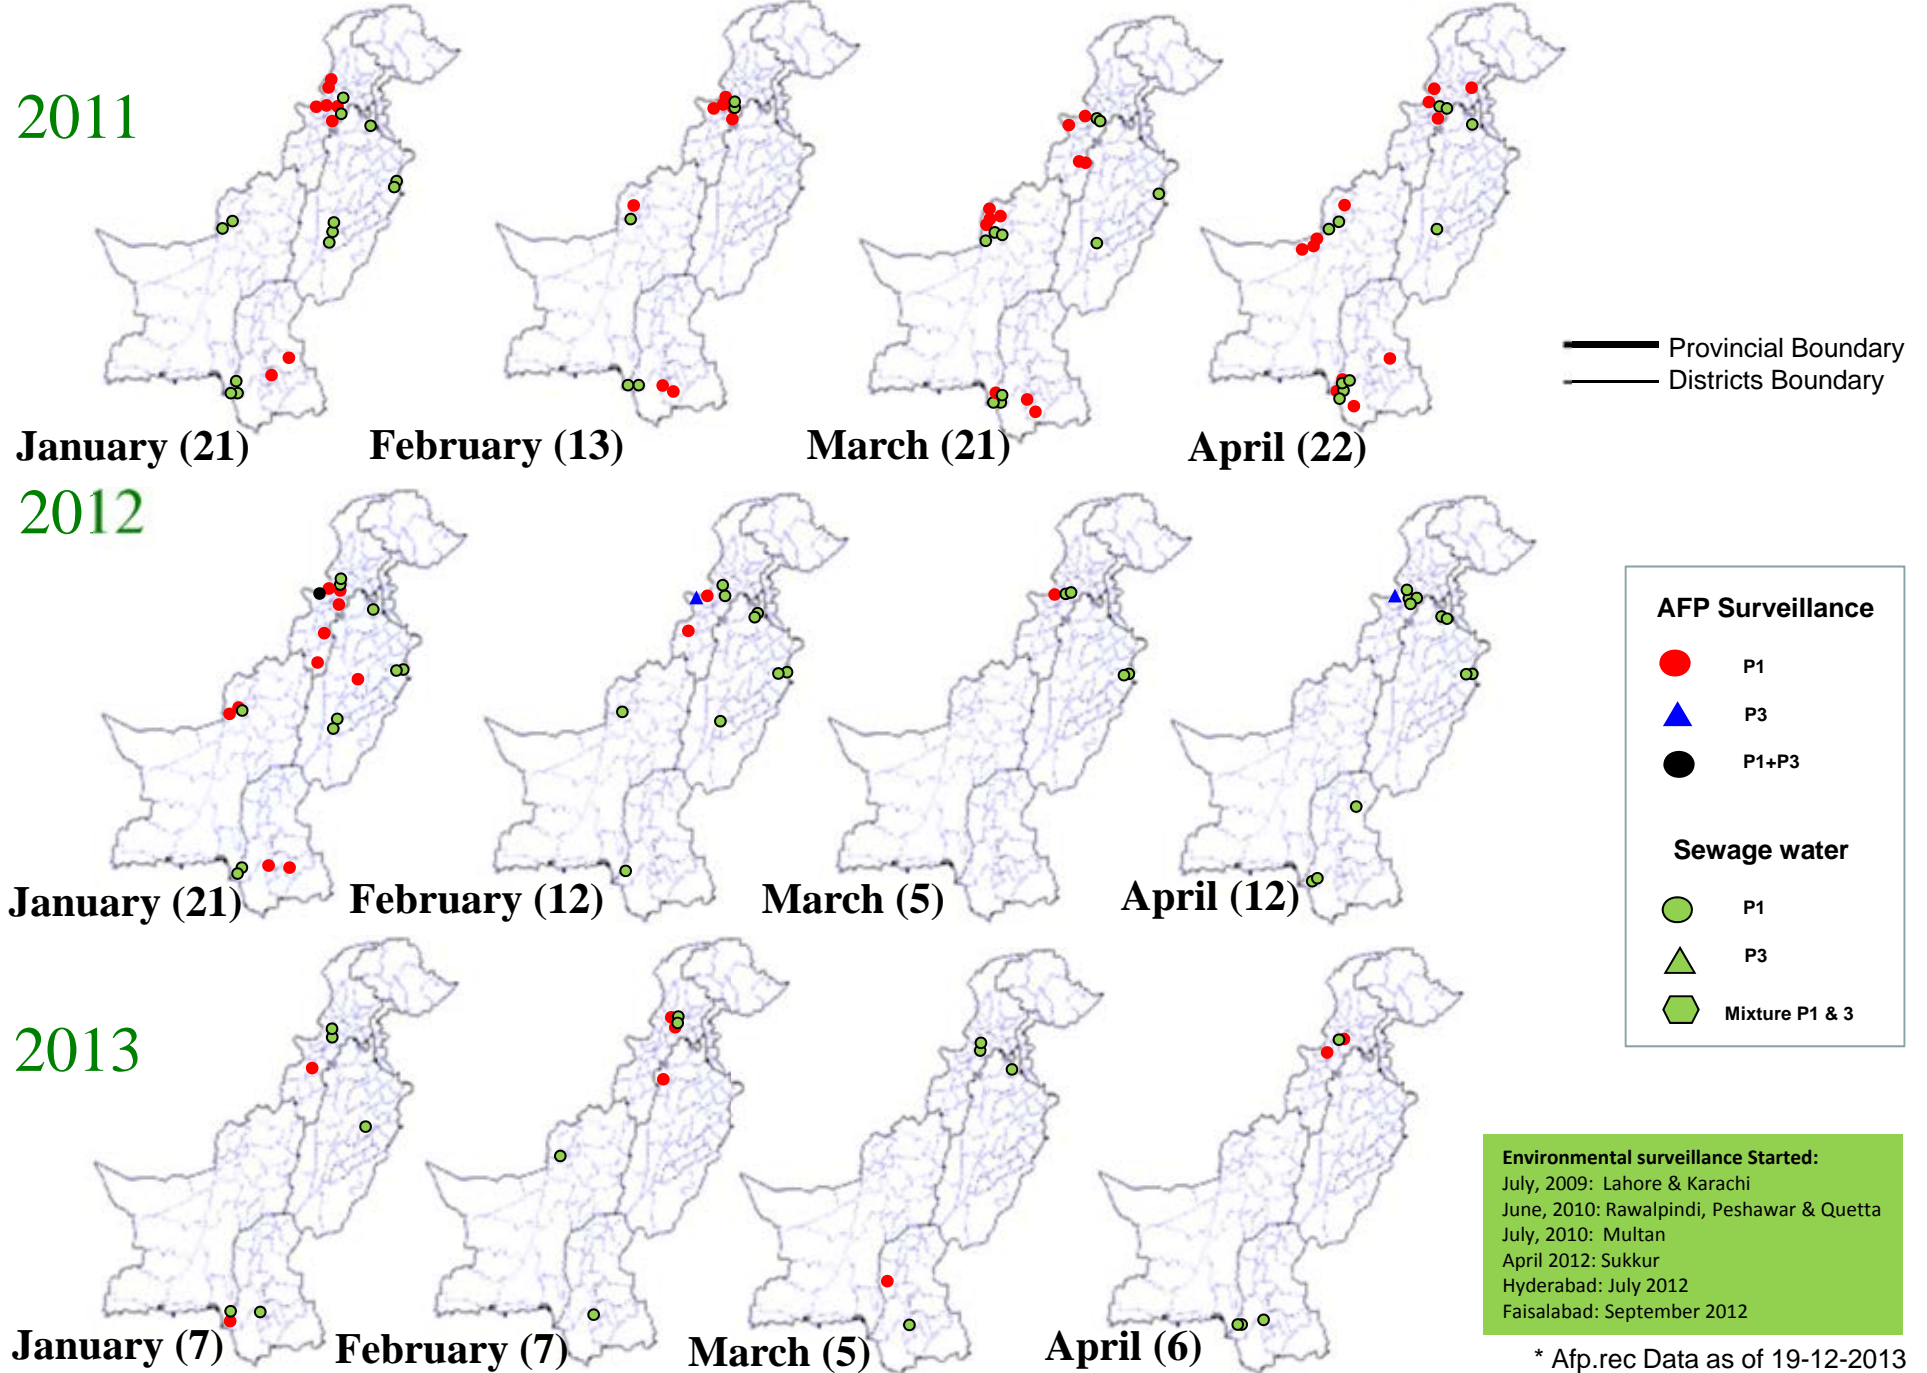 2011
January (21)
February (13)
March (21)
April (22)
Provincial Boundary
Districts Boundary
2012
January (21)
February (12)
March (5)
April (12)
AFP Surveillance
P1
P3
P1+P3
Sewage water
P1
P3
Mixture P1 & 3
2013
January (7)
February (7)
March (5)
April (6)
Environmental surveillance Started:
July, 2009: Lahore & Karachi
June, 2010: Rawalpindi, Peshawar & Quetta
July, 2010: Multan
April 2012: Sukkur
Hyderabad: July 2012
Faisalabad: September 2012
* Afp.rec Data as of 19-12-2013